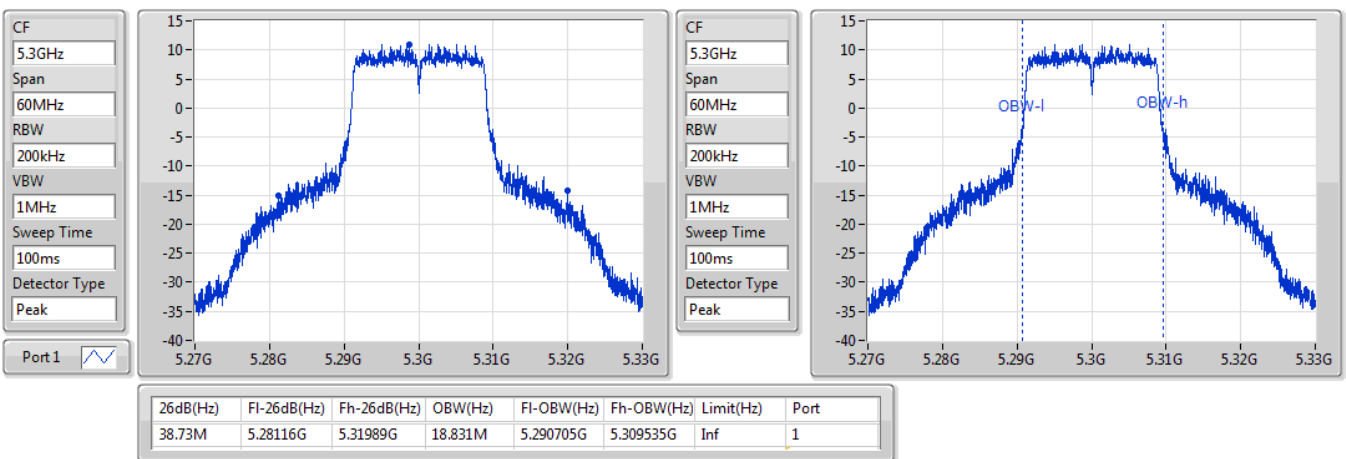 CF
5.3GHz
Span
60MHz
RBW
200kHz
VBW
1MHz
Sweep Time
100ms
Detector Type
Peak
Port 1
15
10
5
0
-5
-10
-15
-20
-25
-30
-35
-40
5.27G 5.28G 5.29G 5.3G 5.31G 5.32G 5.33G
CF
5.3GHz
Span
60MHz
RBW
200kHz
VBW
1MHz
Sweep Time
100ms
Detector Type
Peak
15
10
5
0
-5
-10
-15
-20
-25
-30
-35
-40
OBW-l OBW-h
5.27G 5.28G 5.29G 5.3G 5.31G 5.32G 5.33G
26dB(Hz) Fl-26dB(Hz) Fh-26dB(Hz) OBW(Hz) Fl-OBW(Hz) Fh-OBW(Hz) Limit(Hz) Port
38.73M 5.28116G 5.31989G 18.831M 5.290705G 5.309535G Inf 1